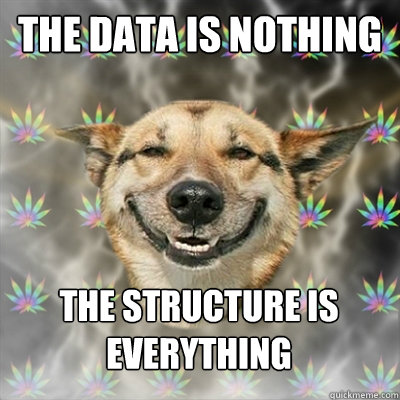 THE DATA IS NOTHING
THE STRUCTURE IS
EVERYTHING
quickmeme.com